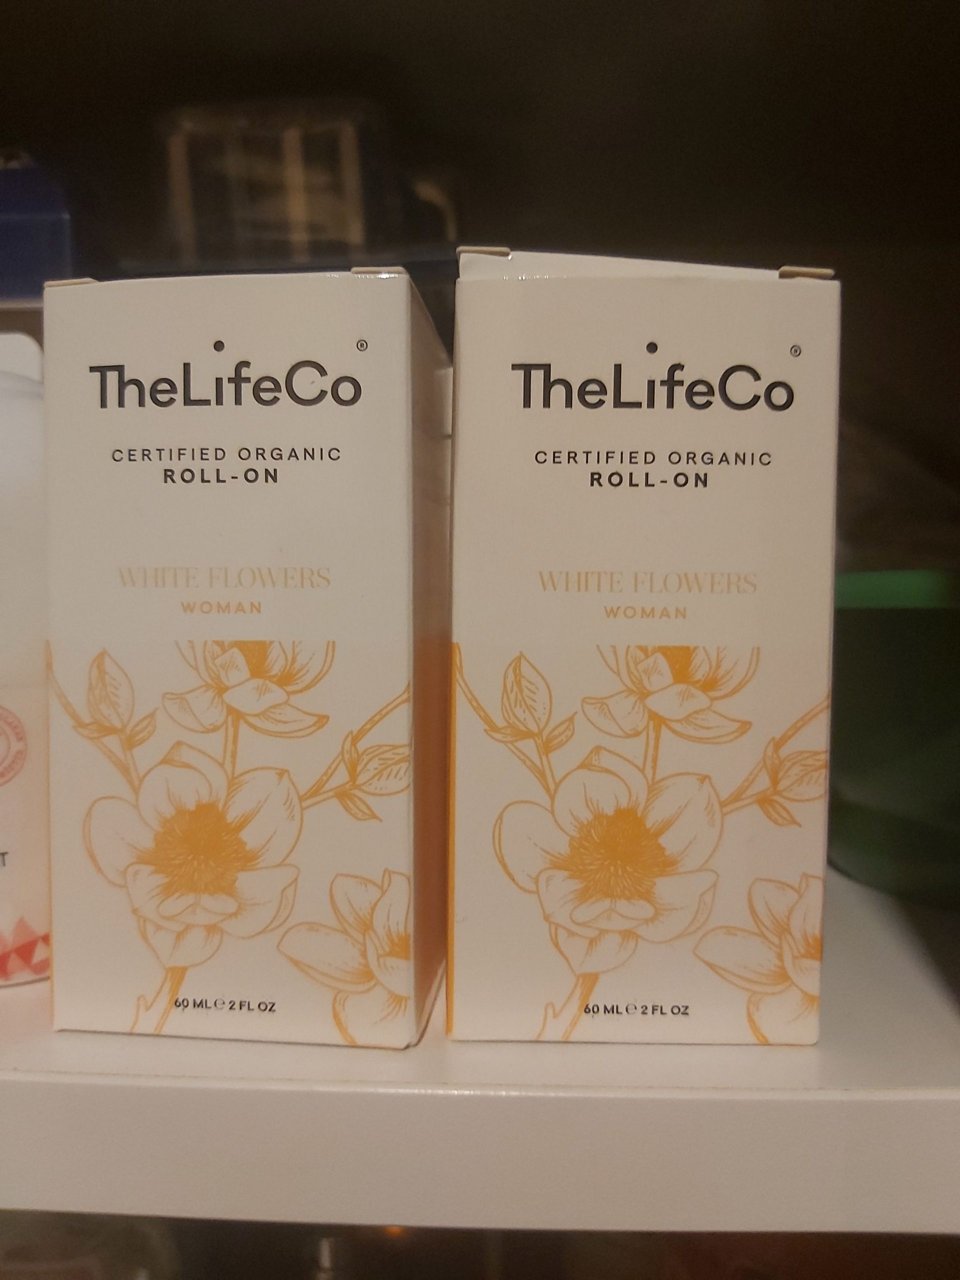 TheLifeCo®
CERTIFIED ORGANIC
ROLL-ON
WHITE FLOWERS
WOMAN
60 ML ℮ 2 FL OZ
TheLifeCo®
CERTIFIED ORGANIC
ROLL-ON
WHITE FLOWERS
WOMAN
60 ML ℮ 2 FL OZ